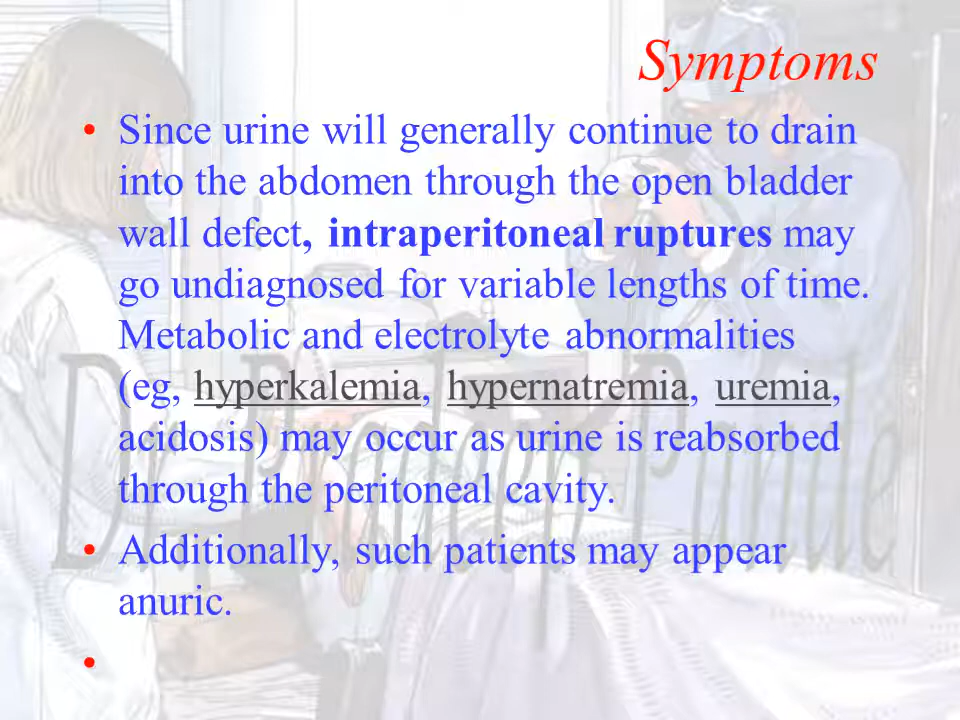 Symptoms
• Since urine will generally continue to drain
into the abdomen through the open bladder
wall defect, intraperitoneal ruptures may
go undiagnosed for variable lengths of time.
Metabolic and electrolyte abnormalities
(eg, hyperkalemia, hypernatremia, uremia,
acidosis) may occur as urine is reabsorbed
through the peritoneal cavity.
• Additionally, such patients may appear
anuric.
•